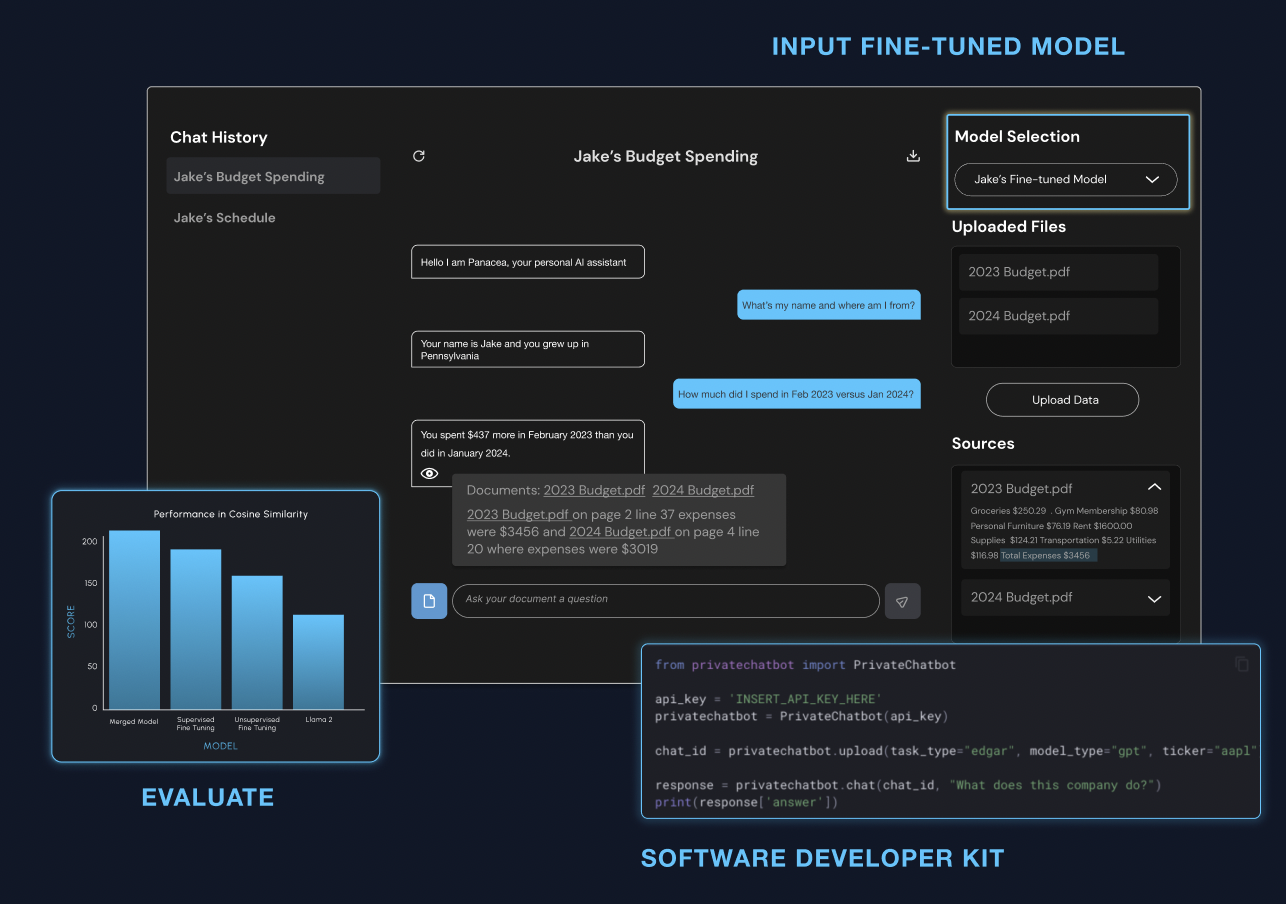 INPUT FINE-TUNED MODEL
Chat History
Jake's Budget Spending
Jake's Schedule
Jake's Budget Spending
Hello I am Panacea, your personal AI assistant
What's my name and where am I from?
Your name is Jake and you grew up in
Pennsylvania
How much did I spend in Feb 2023 versus Jan 2024?
You spent $437 more in February 2023 than you
did in January 2024.
Documents: 2023 Budget.pdf 2024 Budget.pdf
2023 Budget.pdf on page 2 line 37 expenses
were $3456 and 2024 Budget.pdf on page 4 line
20 where expenses were $3019
Ask your document a question
Model Selection
Jake's Fine-tuned Model
Uploaded Files
2023 Budget.pdf
2024 Budget.pdf
Upload Data
Sources
2023 Budget.pdf
Groceries $250.29 . Gym Membership $80.98
Personal Furniture $76.19 Rent $1600.00
Supplies $124.21 Transportation $5.22 Utilities
$116.98 Total Expenses $3456
2024 Budget.pdf
Performance in Cosine Similarity
SCORE
200
150
100
50
0
Merged Model
Supervised
Fine Tuning
Unsupervised
Fine Tuning
Llama 2
MODEL
EVALUATE
from privatechatbot import PrivateChatbot
api_key = 'INSERT_API_KEY_HERE'
privatechatbot = PrivateChatbot(api_key)
chat_id = privatechatbot.upload(task_type="edgar", model_type="gpt", ticker="aapl"
response = privatechatbot.chat(chat_id, "What does this company do?")
print(response['answer'])
SOFTWARE DEVELOPER KIT